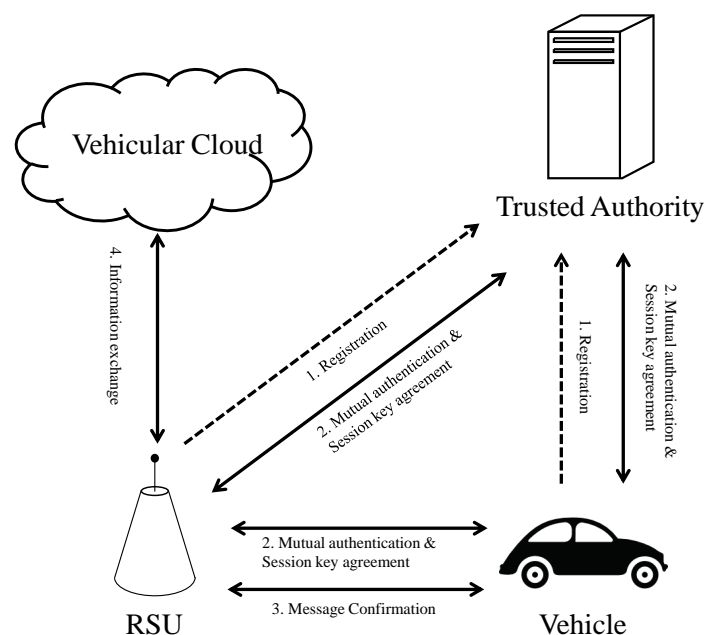 Vehicular Cloud
Trusted Authority
4. Information exchange
1. Registration
2. Mutual authentication &
Session key agreement
1. Registration
2. Mutual authentication &
Session key agreement
2. Mutual authentication &
Session key agreement
3. Message Confirmation
RSU
Vehicle